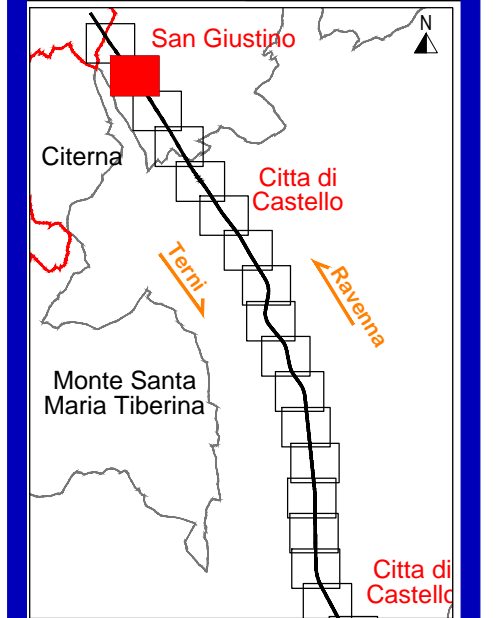 N
San Giustino
Citerna
Citta di
Castello
Terni
Ravenna
Monte Santa
Maria Tiberina
Citta di
Castello